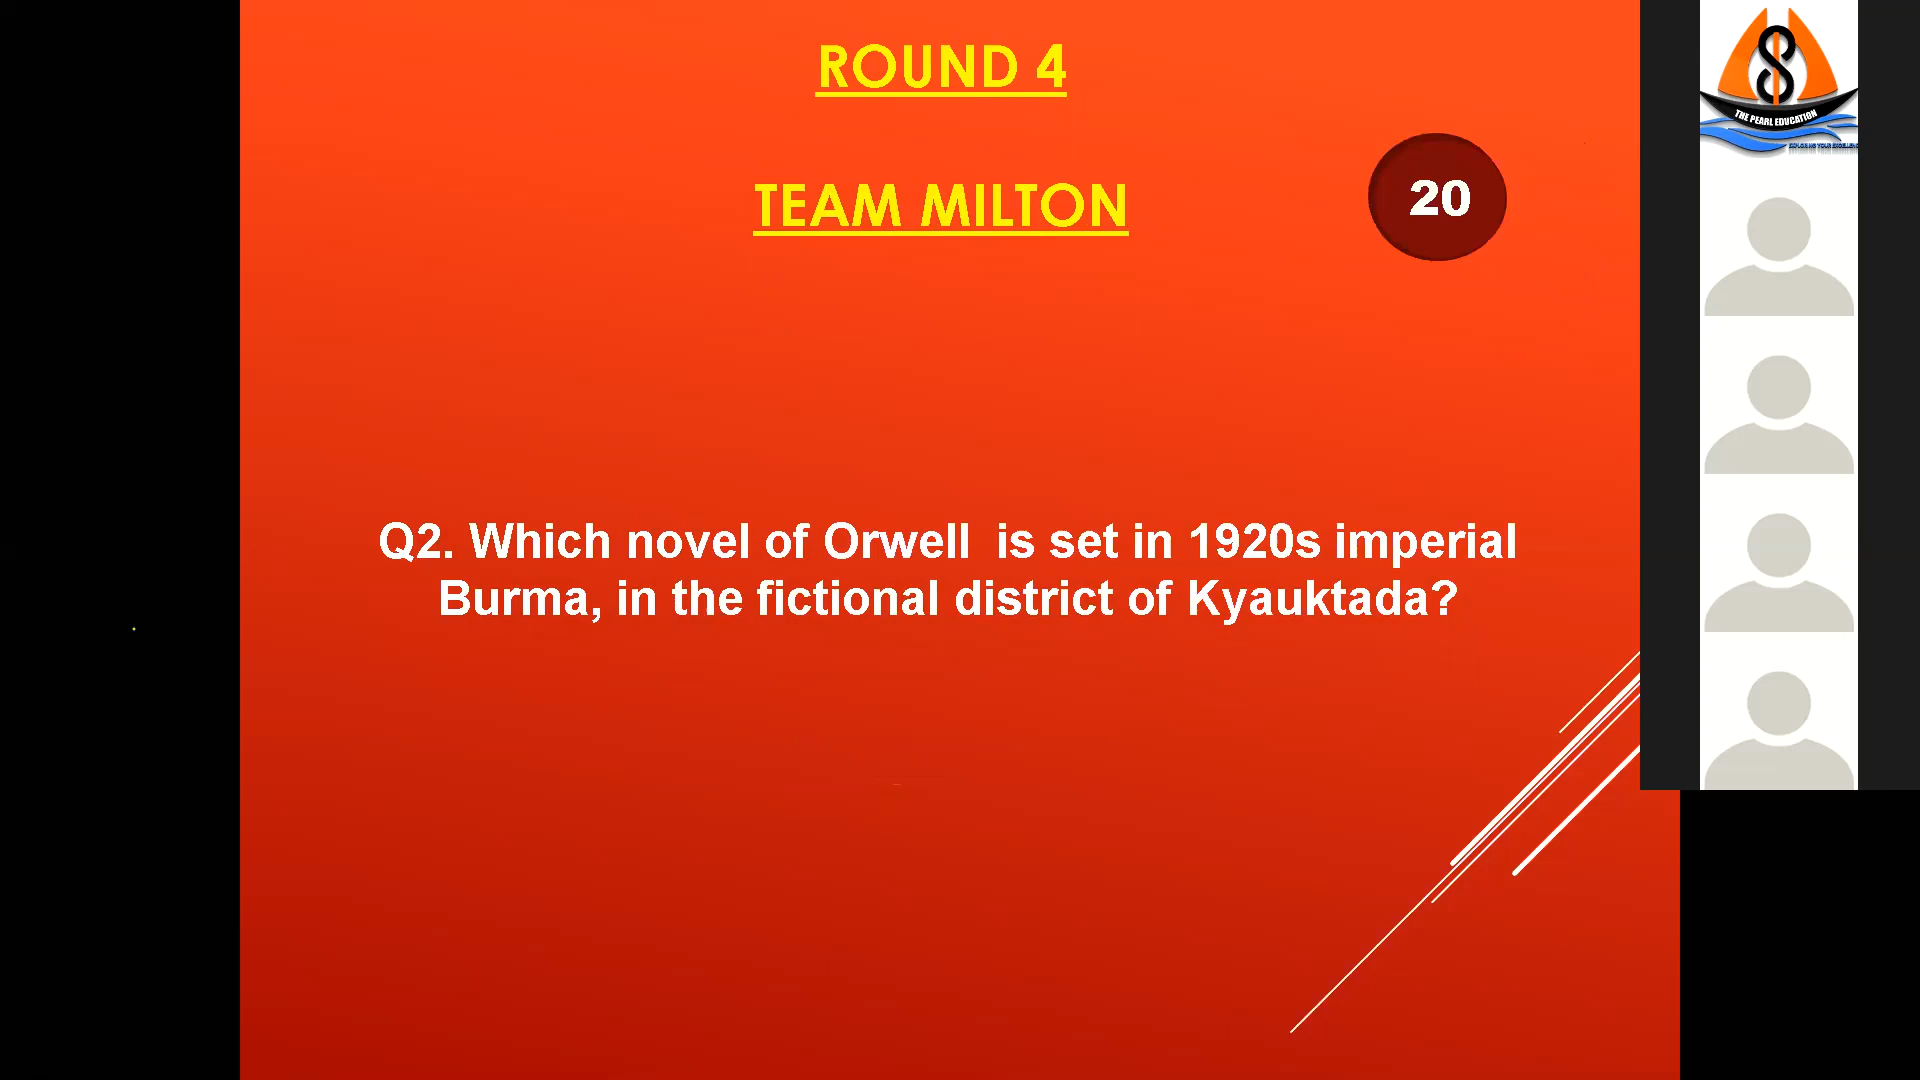 ROUND 4
TEAM MILTON
20
Q2. Which novel of Orwell is set in 1920s imperial
Burma, in the fictional district of Kyauktada?
THE PEARL EDUCATION